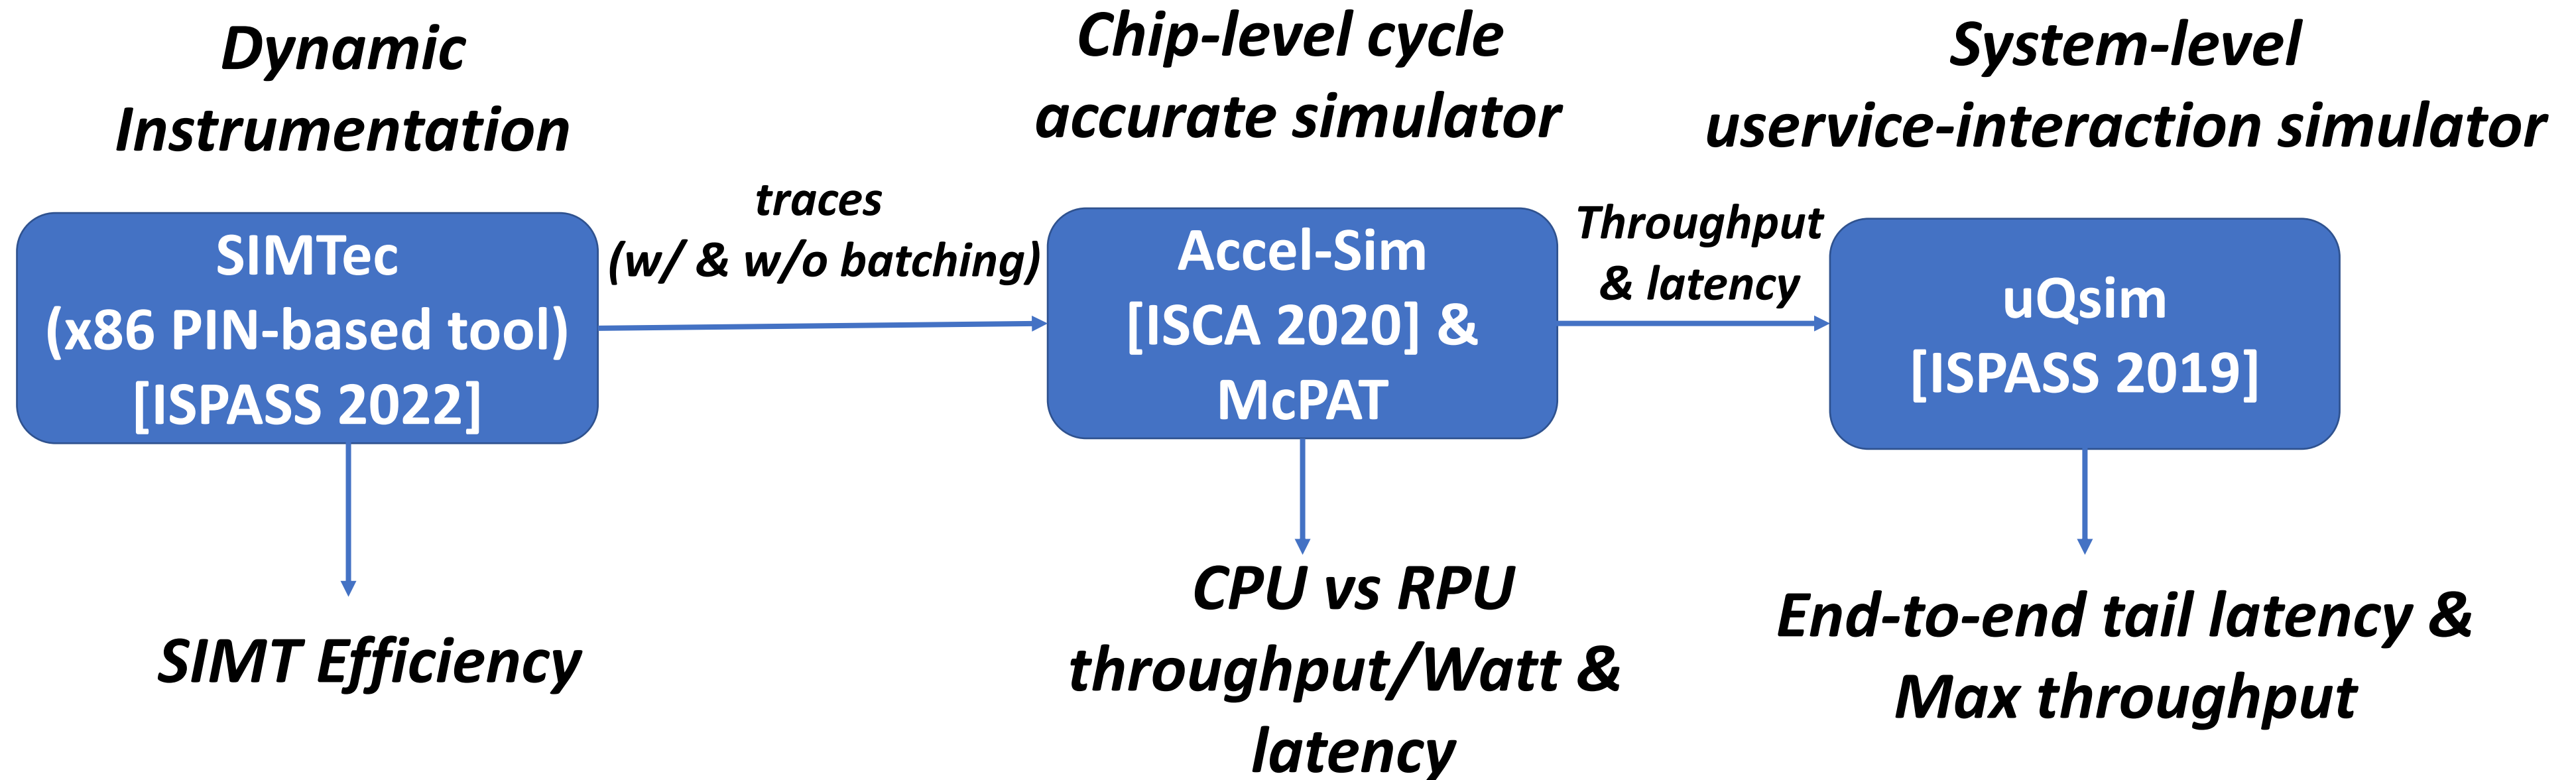 Dynamic
Instrumentation
SIMTec
(x86 PIN-based tool)
[ISPASS 2022]
SIMT Efficiency
traces
(w/ & w/o batching)
Chip-level cycle
accurate simulator
Accel-Sim
[ISCA 2020] &
McPAT
CPU vs RPU
throughput/Watt &
latency
Throughput
& latency
System-level
uservice-interaction simulator
uQsim
[ISPASS 2019]
End-to-end tail latency &
Max throughput